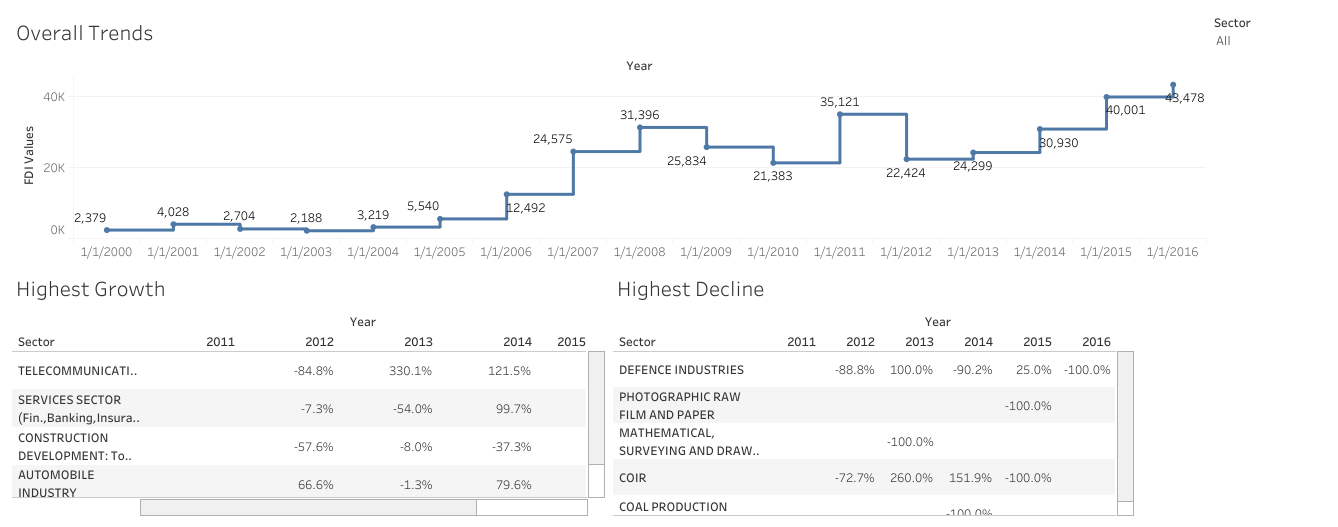 Overall Trends
Sector
All
Year
FDI Values
40K
20K
0K
2,379
4,028
2,704
2,188
3,219
5,540
12,492
24,575
31,396
25,834
21,383
35,121
22,424
24,299
30,930
40,001
43,478
1/1/2000 1/1/2001 1/1/2002 1/1/2003 1/1/2004 1/1/2005 1/1/2006 1/1/2007 1/1/2008 1/1/2009 1/1/2010 1/1/2011 1/1/2012 1/1/2013 1/1/2014 1/1/2015 1/1/2016
Highest Growth
Year
Sector 2011 2012 2013 2014 2015
TELECOMMUNICATI.. -84.8% 330.1% 121.5%
SERVICES SECTOR
(Fin.,Banking,Insura.. -7.3% -54.0% 99.7%
CONSTRUCTION
DEVELOPMENT: To.. -57.6% -8.0% -37.3%
AUTOMOBILE
INDUSTRY 66.6% -1.3% 79.6%
Highest Decline
Year
Sector 2011 2012 2013 2014 2015 2016
DEFENCE INDUSTRIES -88.8% 100.0% -90.2% 25.0% -100.0%
PHOTOGRAPHIC RAW
FILM AND PAPER -100.0%
MATHEMATICAL,
SURVEYING AND DRAW.. -100.0%
COIR -72.7% 260.0% 151.9% -100.0%
COAL PRODUCTION -100.0%